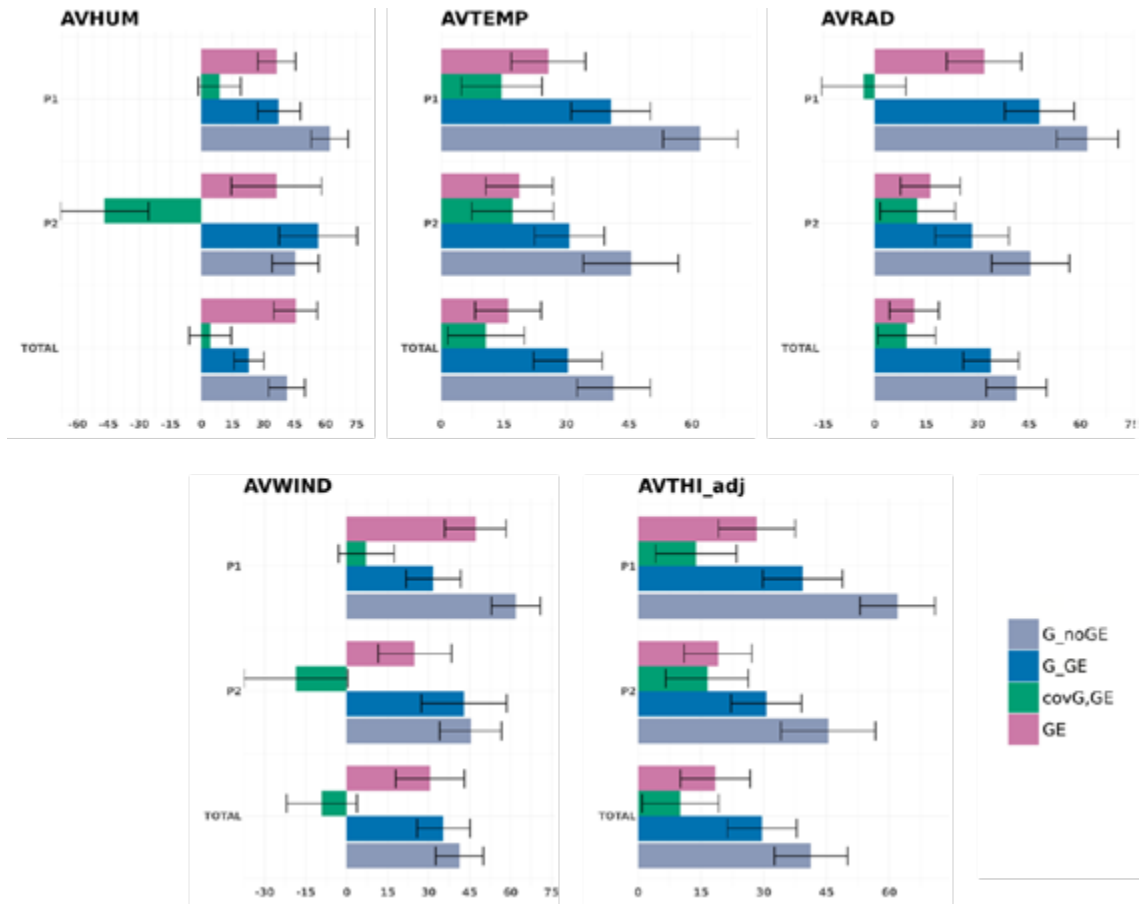 AVHUM
P1
P2
TOTAL
-60 -45 -30 -15 0 15 30 45 60 75
AVTEMP
P1
P2
TOTAL
0 15 30 45 60
AVRAD
P1
P2
TOTAL
-15 0 15 30 45 60 75
AVWIND
P1
P2
TOTAL
-30 -15 0 15 30 45 60 75
AVTHI_adj
P1
P2
TOTAL
0 15 30 45 60
G_noGE
G_GE
covG,GE
GE